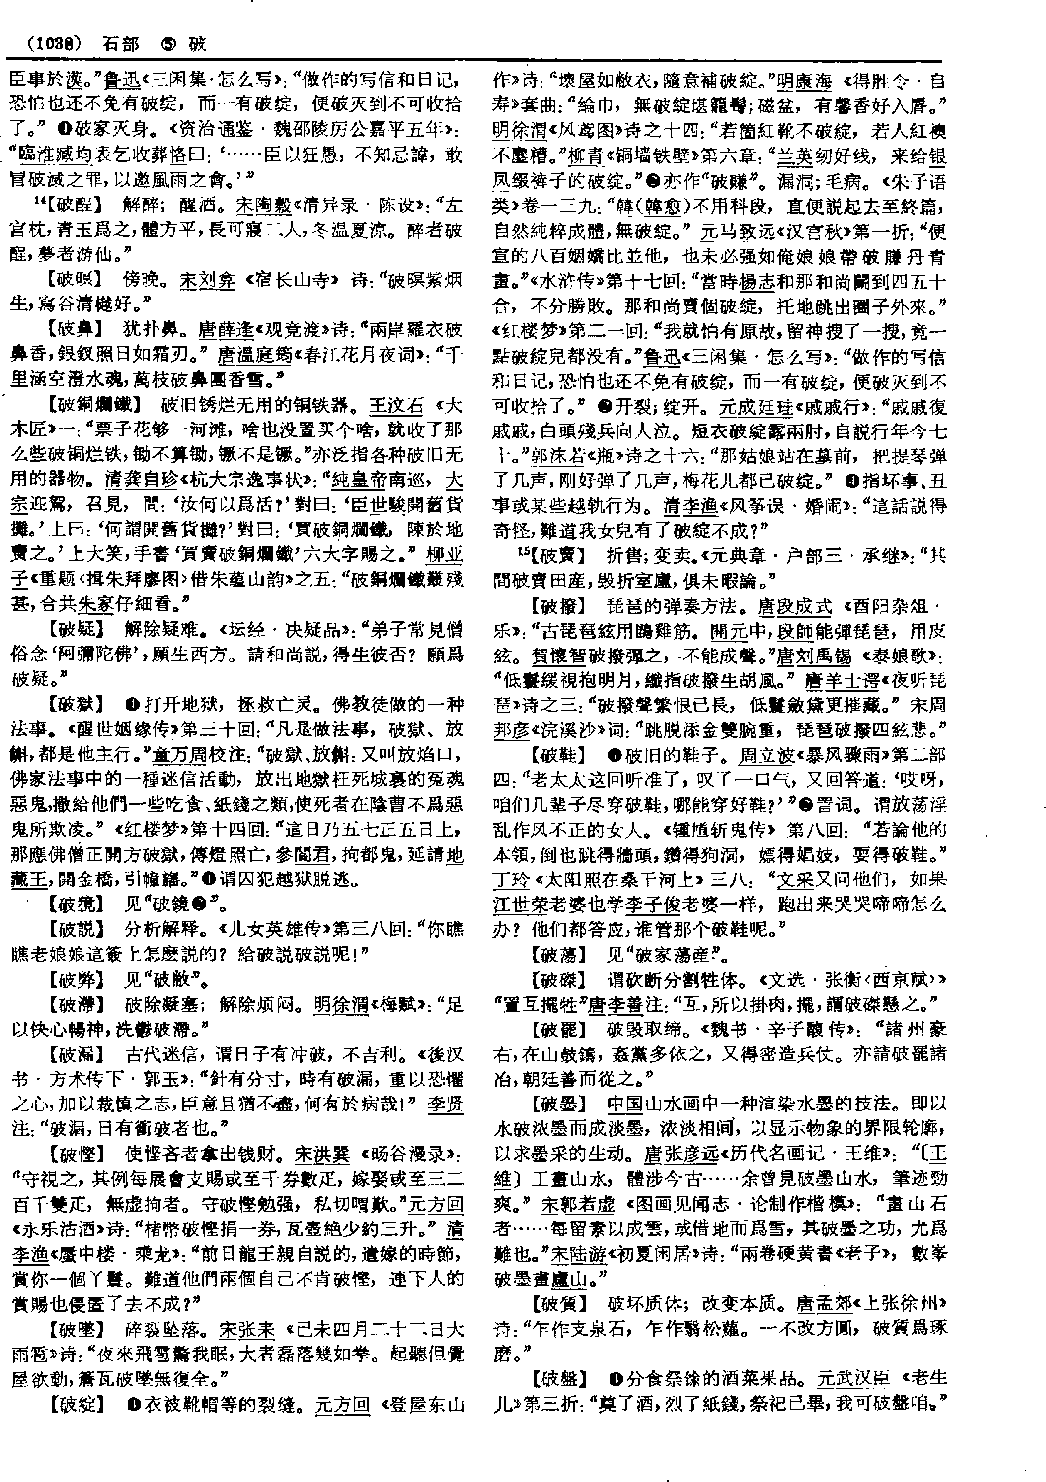 (1038) 石部 ⑤ 破
臣事於漢。”鲁迅《三闲集·怎么写》：“做作的写信和日记，
恐怕也还不免有破绽，而一有破绽，便破灭到不可收拾
了。” ❹破家灭身。《资治通鉴·魏邵陵厉公嘉平五年》：
“臨淮臧均表乞收葬恪曰：‘……臣以狂愚，不知忌諱，敢
冒破滅之罪，以邀風雨之會。’”
¹⁴【破酲】 解醉；醒酒。宋陶穀《清异录·陈设》：“左
宫枕，青玉爲之，體方平，長可寢二人，冬温夏涼。醉者破
酲，夢者游仙。”
【破暝】 傍晚。宋刘弇《宿长山寺》诗：“破暝紫烟
生，窩谷清樾好。”
【破鼻】 犹扑鼻。唐薛逢《观竞渡》诗：“兩岸羅衣破
鼻香，銀釵照日如霜刃。” 唐溫庭筠《春江花月夜词》：“千
里涵空澄水魂，萬枝破鼻團香雪。”
【破銅爛鐵】 破旧锈烂无用的铜铁器。王汶石《大
木匠》一：“票子花够一河滩，啥也没置买个啥，就收了那
么些破铜烂铁，锄不算锄，镢不是镢。”亦泛指各种破旧无
用的器物。清龚自珍《杭大宗逸事状》：“純皇帝南巡，大
宗迎駕，召見，問：‘汝何以爲活？’對曰：‘臣世駿開舊貨
攤。’上曰：‘何謂開舊貨攤？’對曰：‘買破銅爛鐵，陳於地
賣之。’上大笑，手書‘買賣破銅爛鐵’六大字賜之。” 柳亚
子《重题〈揖朱拜廖图〉借朱蕴山韵》之五：“破銅爛鐵叢殘
甚，合共朱家仔細看。”
【破疑】 解除疑难。《坛经·决疑品》：“弟子常見僧
俗念‘阿彌陀佛’，願生西方。請和尚説，得生彼否？願爲
破疑。”
【破獄】 ❶打开地狱，拯救亡灵。佛教徒做的一种
法事。《醒世姻缘传》第三十回：“凡是做法事，破獄、放
斛，都是他主行。”童万周校注：“破獄、放斛：又叫放焰口，
佛家法事中的一種迷信活動，放出地獄枉死城裏的冤魂
惡鬼，撒給他們一些吃食、紙錢之類，使死者在陰曹不爲惡
鬼所欺凌。” 《红楼梦》第十四回：“這日乃五七正五日上，
那應佛僧正開方破獄，傳燈照亡，參閻君，拘都鬼，延請地
藏王，開金橋，引幢旛。”❷谓囚犯越狱脱逃。
【破境】 见“破鏡❷”。
【破説】 分析解释。《儿女英雄传》第三八回：“你瞧
瞧老娘娘這簽上怎麽説的？給破説破説呢！”
【破弊】 见“破敝”。
【破滯】 破除凝塞；解除烦闷。明徐渭《梅赋》：“足
以快心暢神，洗鬱破滯。”
【破漏】 古代迷信，谓日子有冲破，不吉利。《後汉
书·方术传下·郭玉》：“針有分寸，時有破漏，重以恐懼
之心，加以裁慎之志，臣意且猶不盡，何有於病哉！” 李贤
注：“破漏，日有衝破者也。”
【破慳】 使悭吝者拿出钱财。宋洪巽《旸谷漫录》：
“守視之，其例每展會支賜或至千券數疋，嫁娶或至三二
百千雙疋，無虚拘者。守破慳勉强，私切喟歎。”元方回
《永乐沽酒》诗：“楮幣破慳捐一券，瓦壺絶少約三升。” 清
李渔《蜃中楼·乘龙》：“前日龍王親自説的，遣嫁的時節，
賞你一個丫鬟。難道他們兩個自己不肯破慳，連下人的
賞賜也侵匿了去不成？”
【破墜】 碎裂坠落。宋张耒《己未四月二十二日大
雨雹》诗：“夜來飛雹驚我眠，大者磊落幾如拳。起聽但覺
屋欲動，舊瓦破墜無復全。”
【破綻】 ❶衣被靴帽等的裂缝。元方回《登屋东山
作》诗：“壞屋如敝衣，隨意補破綻。”明康海《得胜令·自
寿》套曲：“綸巾，無破綻堪籠鬢；磁盆，有馨香好入脣。”
明徐渭《风鸢图》诗之十四：“若箇紅靴不破綻，若人紅襖
不塵糟。”柳青《铜墙铁壁》第六章：“兰英纫好线，来给银
凤缀裤子的破绽。”❷亦作“破賺”。漏洞；毛病。《朱子语
类》卷一三九：“韓（韓愈）不用科段，直便説起去至終篇，
自然純粹成體，無破綻。” 元马致远《汉宫秋》第一折：“便
宣的八百姻嬌比並他，也未必强如俺娘娘帶破賺丹青
畫。”《水浒传》第十七回：“當時楊志和那和尚鬭到四五十
合，不分勝敗。那和尚賣個破綻，托地跳出圈子外來。”
《红楼梦》第二一回：“我就怕有原故，留神搜了一搜，竟一
點破綻兒都没有。”鲁迅《三闲集·怎么写》：“做作的写信
和日记，恐怕也还不免有破绽，而一有破绽，便破灭到不
可收拾了。” ❸开裂；绽开。元成廷珪《戚戚行》：“戚戚復
戚戚，白頭殘兵向人泣。短衣破綻露兩肘，自説行年今七
十。”郭沫若《瓶》诗之十六：“那姑娘站在墓前，把提琴弹
了几声，刚好弹了几声，梅花儿都已破绽。” ❹指坏事、丑
事或某些越轨行为。清李渔《风筝误·婚闹》：“這話説得
奇怪，難道我女兒有了破綻不成？”
¹⁵【破賣】 折售；变卖。《元典章·户部三·承继》：“其
間破賣田産，毁折室廬，俱未暇論。”
【破撥】 琵琶的弹奏方法。唐段成式《酉阳杂俎·
乐》：“古琵琶絃用鵾雞筋。開元中，段師能彈琵琶，用皮
絃。賀懷智破撥彈之，不能成聲。”唐刘禹锡《泰娘歌》：
“低鬟緩視抱明月，纖指破撥生胡風。” 唐羊士谔《夜听琵
琶》诗之三：“破撥聲繁恨已長，低鬟斂黛更摧藏。” 宋周
邦彦《浣溪沙》词：“跳脱添金雙腕重，琵琶破撥四絃悲。”
【破鞋】 ❶破旧的鞋子。周立波《暴风骤雨》第二部
四：“老太太这回听准了，叹了一口气，又回答道：‘哎呀，
咱们几辈子尽穿破鞋，哪能穿好鞋？’”❷詈词。谓放荡淫
乱作风不正的女人。《锺馗斩鬼传》第八回：“若論他的
本領，倒也跳得牆頭，鑽得狗洞，嫖得娼妓，耍得破鞋。”
丁玲《太阳照在桑干河上》三八：“文采又问他们，如果
江世荣老婆也学李子俊老婆一样，跑出来哭哭啼啼怎么
办？他们都答应，谁管那个破鞋呢。”
【破蕩】 见“破家蕩産”。
【破磔】 谓砍断分割牲体。《文选·张衡〈西京赋〉》
“置互擺牲”唐李善注：“互，所以掛肉，擺，謂破磔懸之。”
【破罷】 破毁取缔。《魏书·辛子馥传》：“諸州豪
右，在山鼓鑄，姦黨多依之，又得密造兵仗。亦請破罷諸
冶，朝廷善而從之。”
【破墨】 中国山水画中一种渲染水墨的技法。即以
水破浓墨而成淡墨，浓淡相间，以显示物象的界限轮廓，
以求墨采的生动。唐张彦远《历代名画记·王维》：“〔王
维〕工畫山水，體涉今古……余曾見破墨山水，筆迹勁
爽。” 宋郭若虚《图画见闻志·论制作楷模》：“畫山石
者……每留素以成雲，或借地而爲雪，其破墨之功，尤爲
難也。”宋陆游《初夏闲居》诗：“兩卷硬黄書《老子》，數峯
破墨畫廬山。”
【破質】 破坏质体；改变本质。唐孟郊《上张徐州》
诗：“乍作支泉石，乍作翳松蘿。一不改方圓，破質爲琢
磨。”
【破盤】 ❶分食祭馀的酒菜果品。元武汉臣《老生
儿》第三折：“奠了酒，烈了紙錢，祭祀已畢，我可破盤咱。”